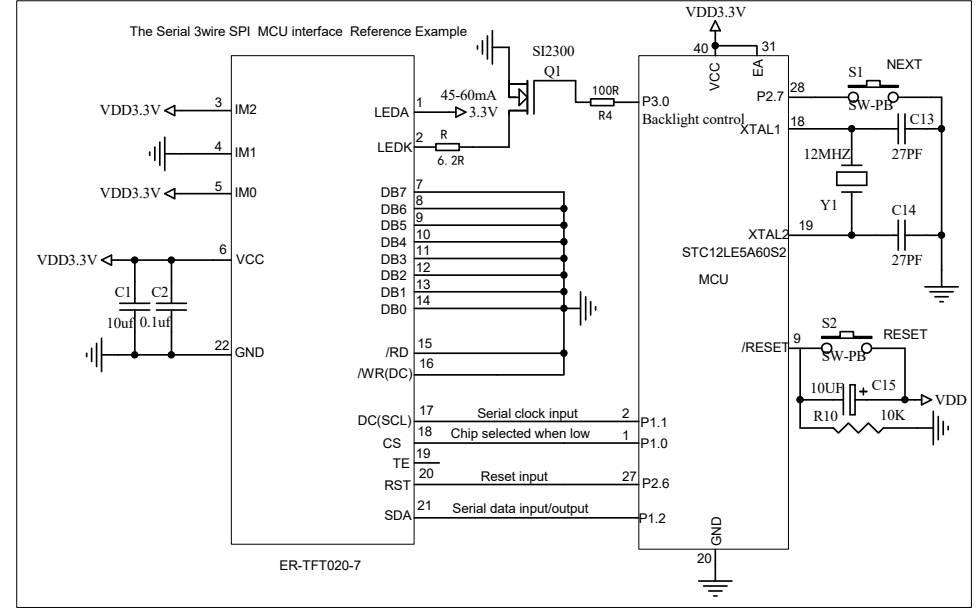 The Serial 3wire SPI  MCU interface  Reference Example
VDD3.3V
3
IM2
4
IM1
VDD3.3V
5
IM0
VDD3.3V
6
VCC
C1
C2
10uf
0.1uf
22
GND
LEDA
1
45-60mA
3.3V
LEDK
2
R
6.2R
SI2300
Q1
100R
R4
DB7
7
DB6
8
DB5
9
DB4
10
DB3
11
DB2
12
DB1
13
DB0
14
/RD
15
/WR(DC)
16
DC(SCL)
17
Serial clock input
2
P1.1
CS
18
Chip selected when low
1
P1.0
TE
19
RST
20
Reset input
27
P2.6
SDA
21
Serial data input/output
P1.2
ER-TFT020-7
VDD3.3V
40
31
VCC
EA
P3.0
Backlight control
P2.7
28
S1
NEXT
SW-PB
XTAL1
18
C13
27PF
12MHZ
Y1
XTAL2
19
C14
27PF
STC12LE5A60S2
MCU
/RESET
9
S2
RESET
SW-PB
10UF
+
C15
VDD
R10
10K
GND
20